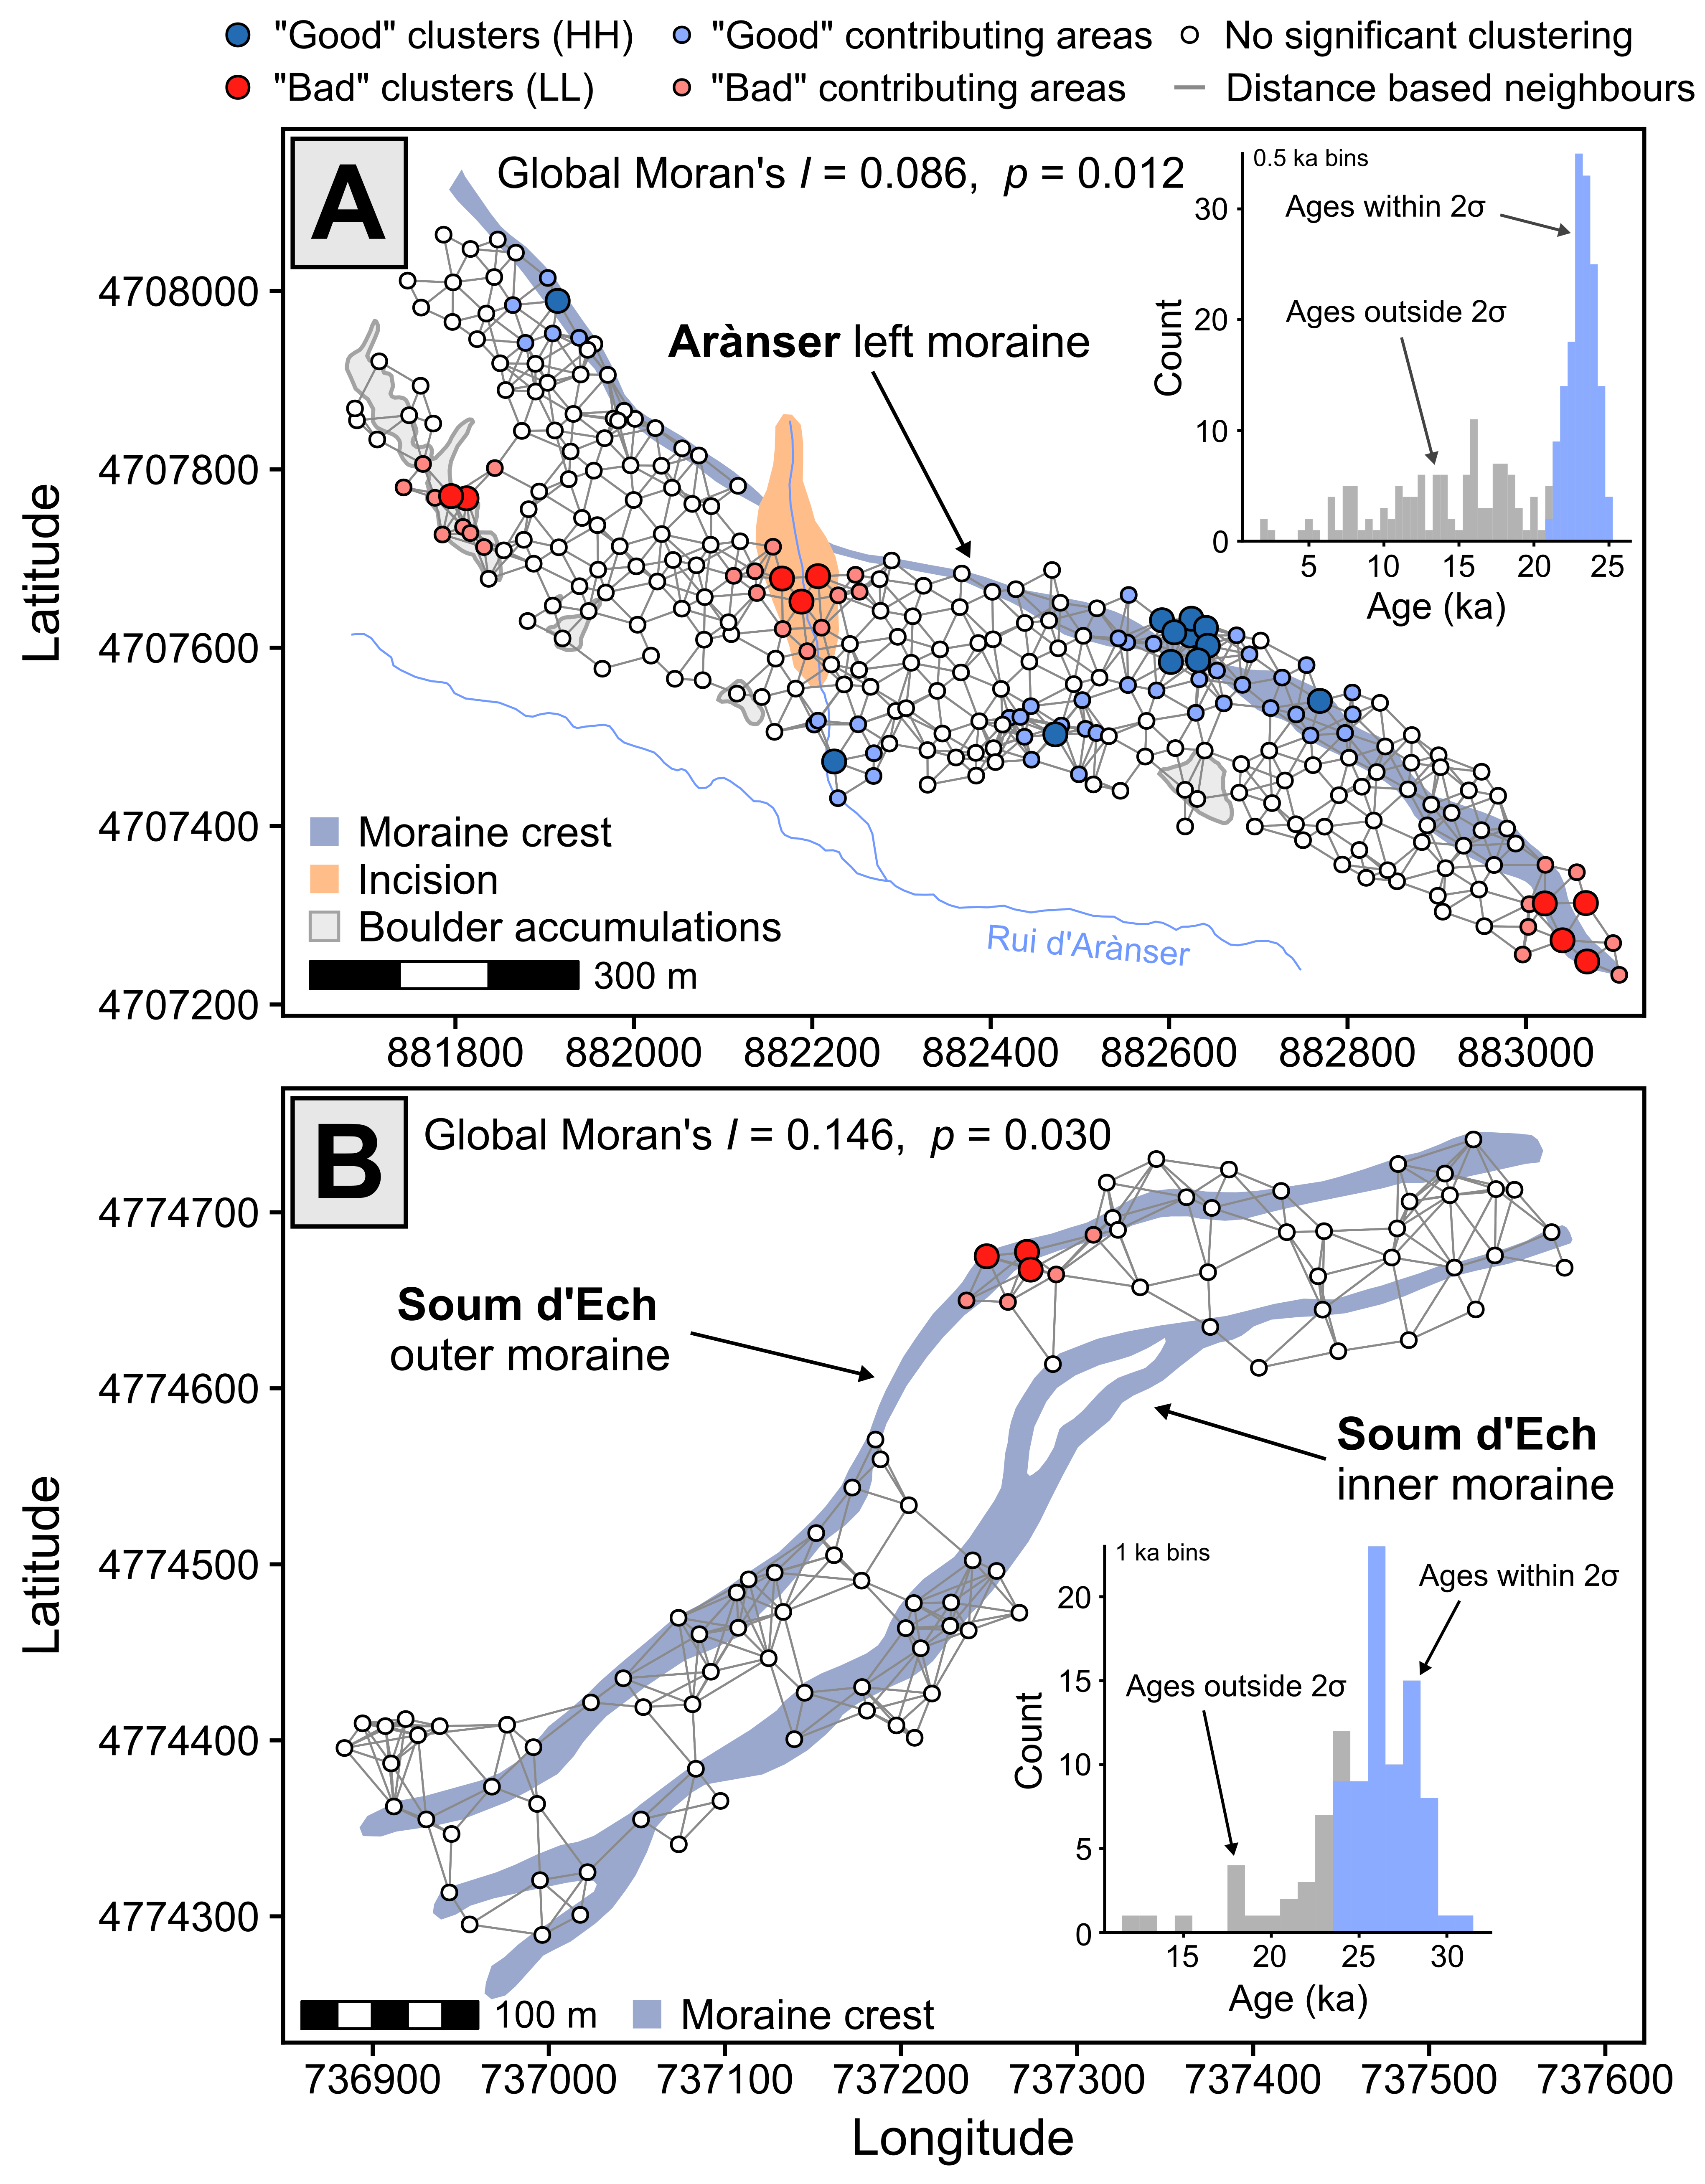 "Good" clusters (HH)
"Good" contributing areas
No significant clustering
"Bad" clusters (LL)
"Bad" contributing areas
Distance based neighbours
A
Global Moran's I = 0.086, p = 0.012
0.5 ka bins
Ages within 2σ
Ages outside 2σ
Count
30
20
10
0
5
10
15
20
25
Age (ka)
Arànser left moraine
Latitude
4708000
4707800
4707600
4707400
4707200
Moraine crest
Incision
Boulder accumulations
300 m
Rui d'Arànser
881800
882000
882200
882400
882600
882800
883000
B
Global Moran's I = 0.146, p = 0.030
Soum d'Ech
outer moraine
Soum d'Ech
inner moraine
Latitude
4774700
4774600
4774500
4774400
4774300
1 ka bins
Ages within 2σ
Ages outside 2σ
Count
20
15
10
5
0
15
20
25
30
Age (ka)
100 m
Moraine crest
736900
737000
737100
737200
737300
737400
737500
737600
Longitude